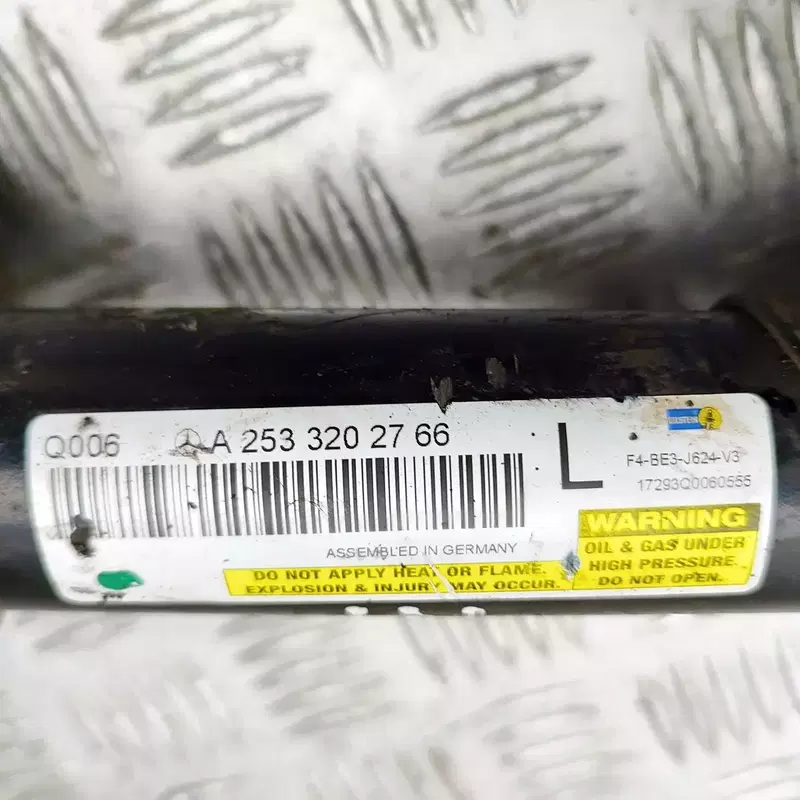 Q006 A 253 320 27 66
L
BILSTEIN
F4-BE3-J624-V3
17293Q0060555
ASSEMBLED IN GERMANY
WARNING
OIL & GAS UNDER
HIGH PRESSURE.
DO NOT OPEN.
DO NOT APPLY HEAT OR FLAME.
EXPLOSION & INJURY MAY OCCUR.